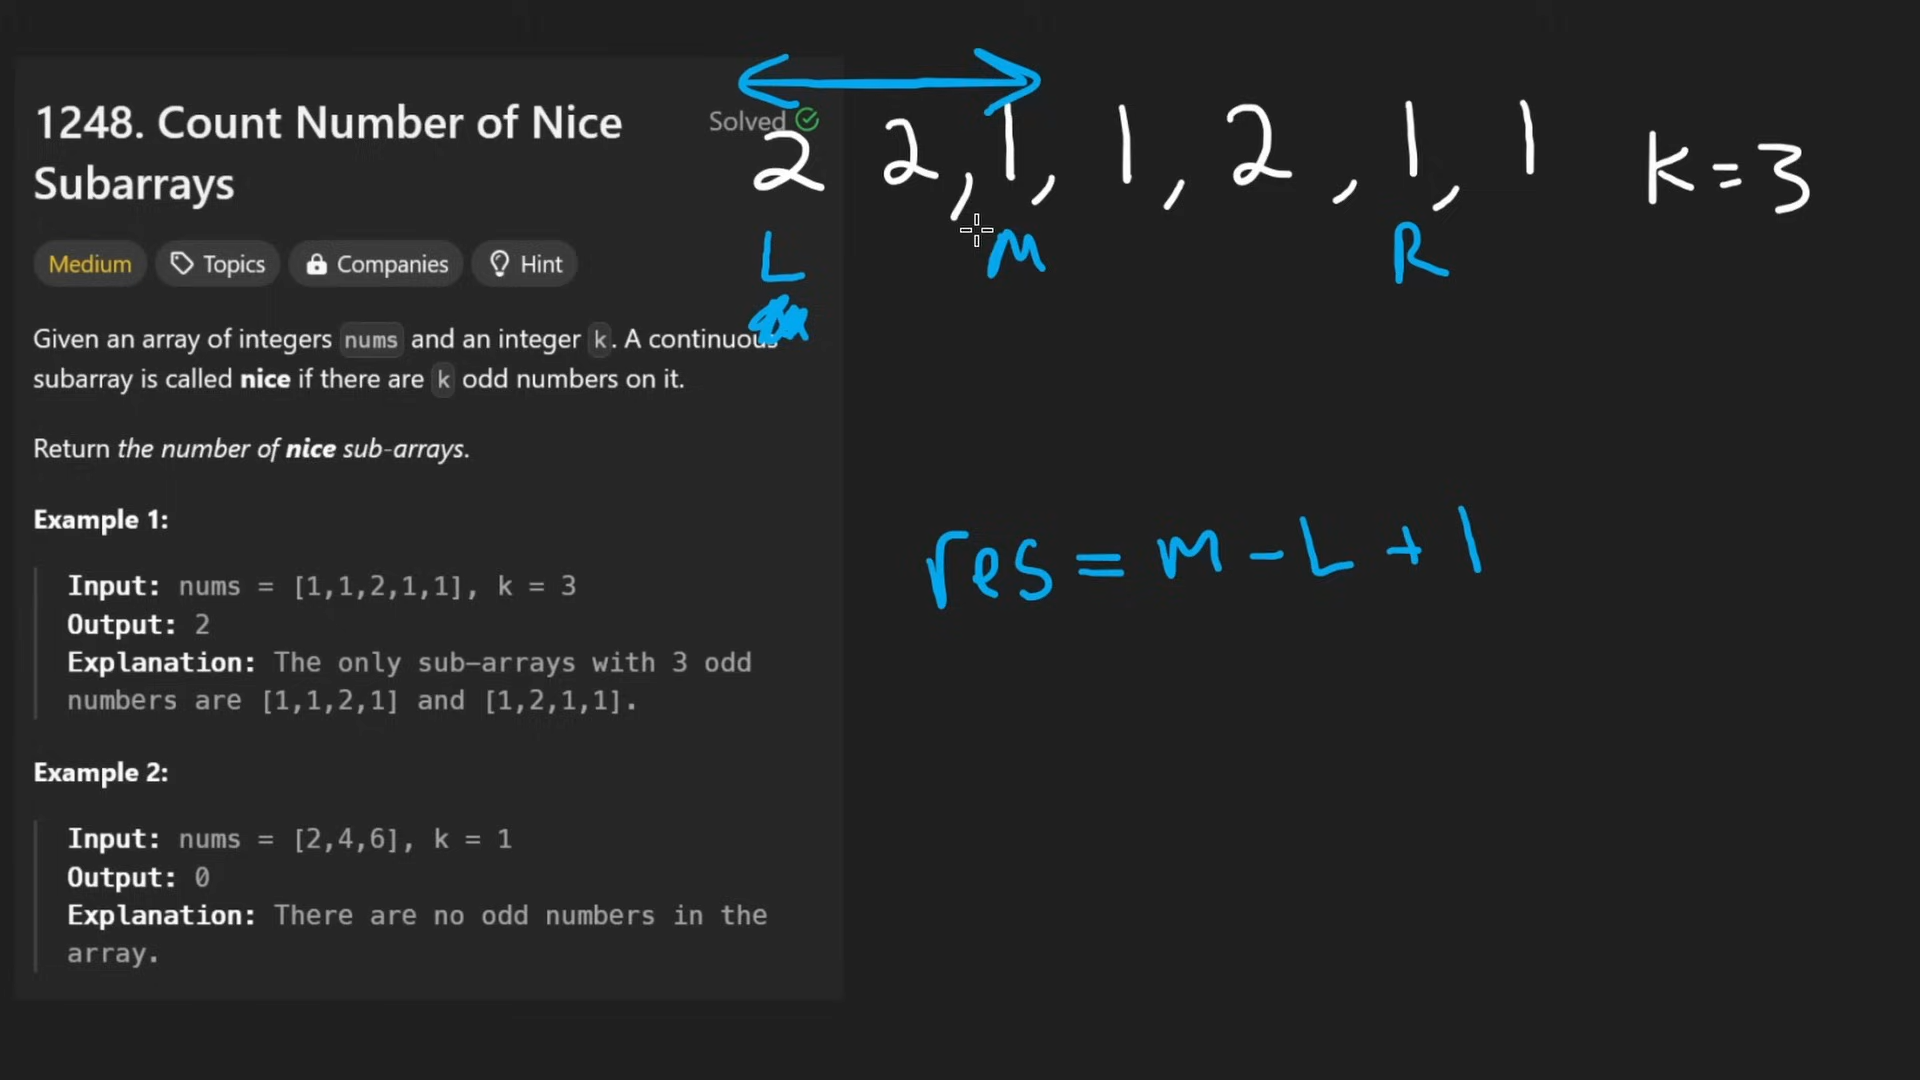 1248. Count Number of Nice
Subarrays
Solved
2 2, 1, 1, 2, 1, 1 K=3
L M R
Medium Topics Companies Hint
Given an array of integers nums and an integer k. A continuous
subarray is called nice if there are k odd numbers on it.
Return the number of nice sub-arrays.
Example 1:
Input: nums = [1,1,2,1,1], k = 3
Output: 2
Explanation: The only sub-arrays with 3 odd
numbers are [1,1,2,1] and [1,2,1,1].
Example 2:
Input: nums = [2,4,6], k = 1
Output: 0
Explanation: There are no odd numbers in the
array.
res = M - L + 1